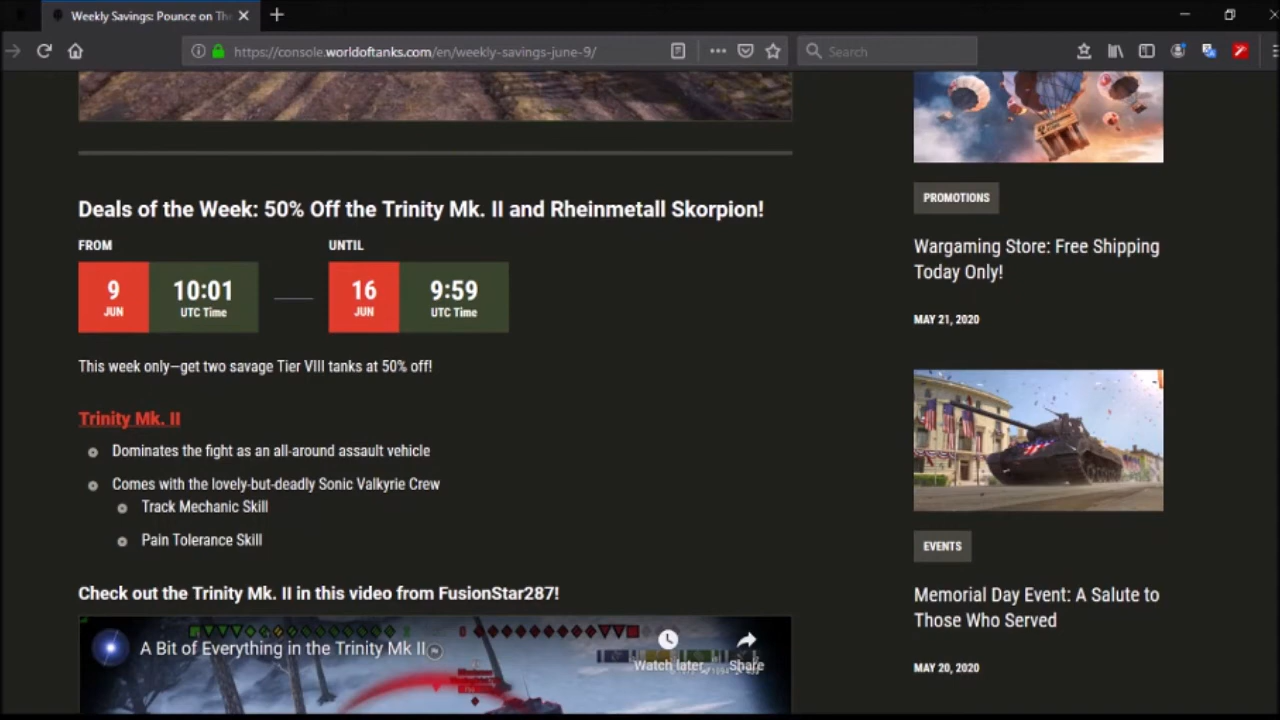 Weekly Savings: Pounce on
https://console.worldoftanks.com/en/weekly-savings-june-9/
Search
Deals of the Week: 50% Off the Trinity Mk. II and Rheinmetall Skorpion!
FROM
UNTIL
9
JUN
10:01
UTC Time
16
JUN
9:59
UTC Time
This week only—get two savage Tier VIII tanks at 50% off!
Trinity Mk. II
Dominates the fight as an all-around assault vehicle
Comes with the lovely-but-deadly Sonic Valkyrie Crew
Track Mechanic Skill
Pain Tolerance Skill
Check out the Trinity Mk. II in this video from FusionStar287!
A Bit of Everything in the Trinity Mk II
Watch later
Share
PROMOTIONS
Wargaming Store: Free Shipping
Today Only!
MAY 21, 2020
EVENTS
Memorial Day Event: A Salute to
Those Who Served
MAY 20, 2020